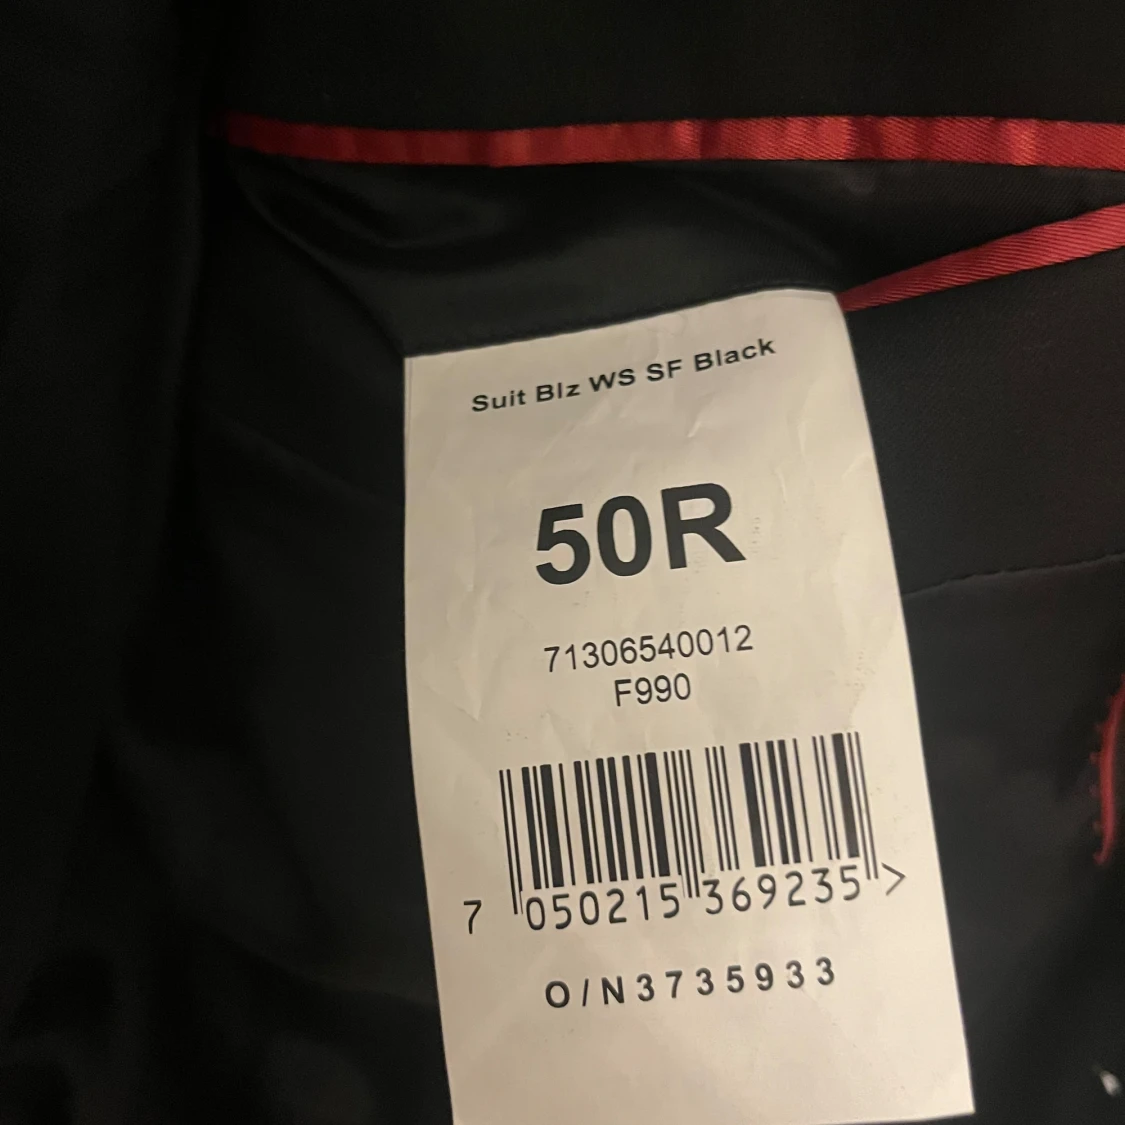 Suit Blz WS SF Black
50R
71306540012
F990
7 050215 369235 >
O/N3735933